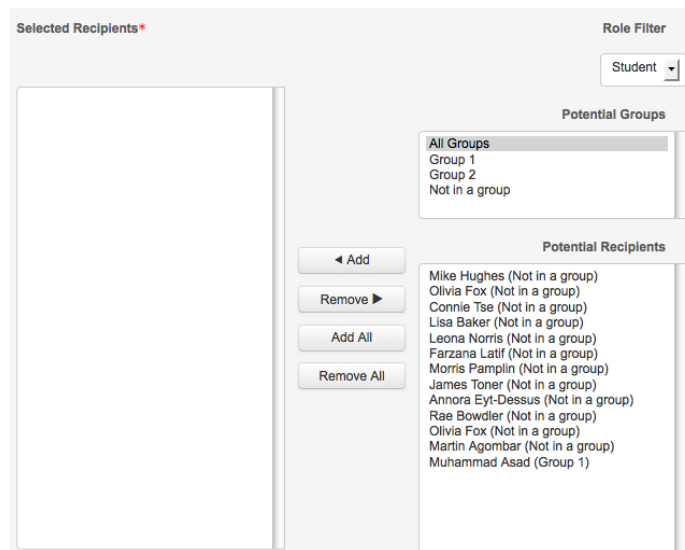 Selected Recipients*
Role Filter
Student
Potential Groups
All Groups
Group 1
Group 2
Not in a group
◄ Add
Remove ►
Add All
Remove All
Potential Recipients
Mike Hughes (Not in a group)
Olivia Fox (Not in a group)
Connie Tse (Not in a group)
Lisa Baker (Not in a group)
Leona Norris (Not in a group)
Farzana Latif (Not in a group)
Morris Pamplin (Not in a group)
James Toner (Not in a group)
Annora Eyt-Dessus (Not in a group)
Rae Bowdler (Not in a group)
Olivia Fox (Not in a group)
Martin Agombar (Not in a group)
Muhammad Asad (Group 1)